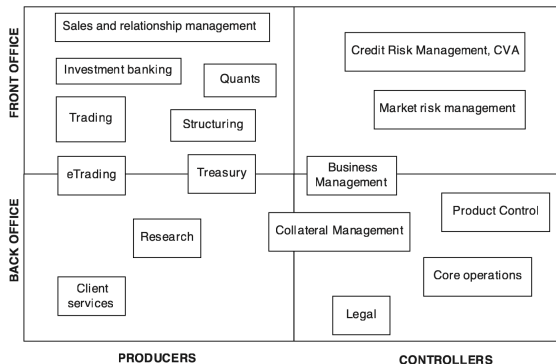 FRONT OFFICE
Sales and relationship management
Investment banking
Quants
Trading
Structuring
eTrading
Treasury
Credit Risk Management, CVA
Market risk management
Business
Management
BACK OFFICE
Research
Client
services
Collateral Management
Product Control
Core operations
Legal
PRODUCERS
CONTROLLERS